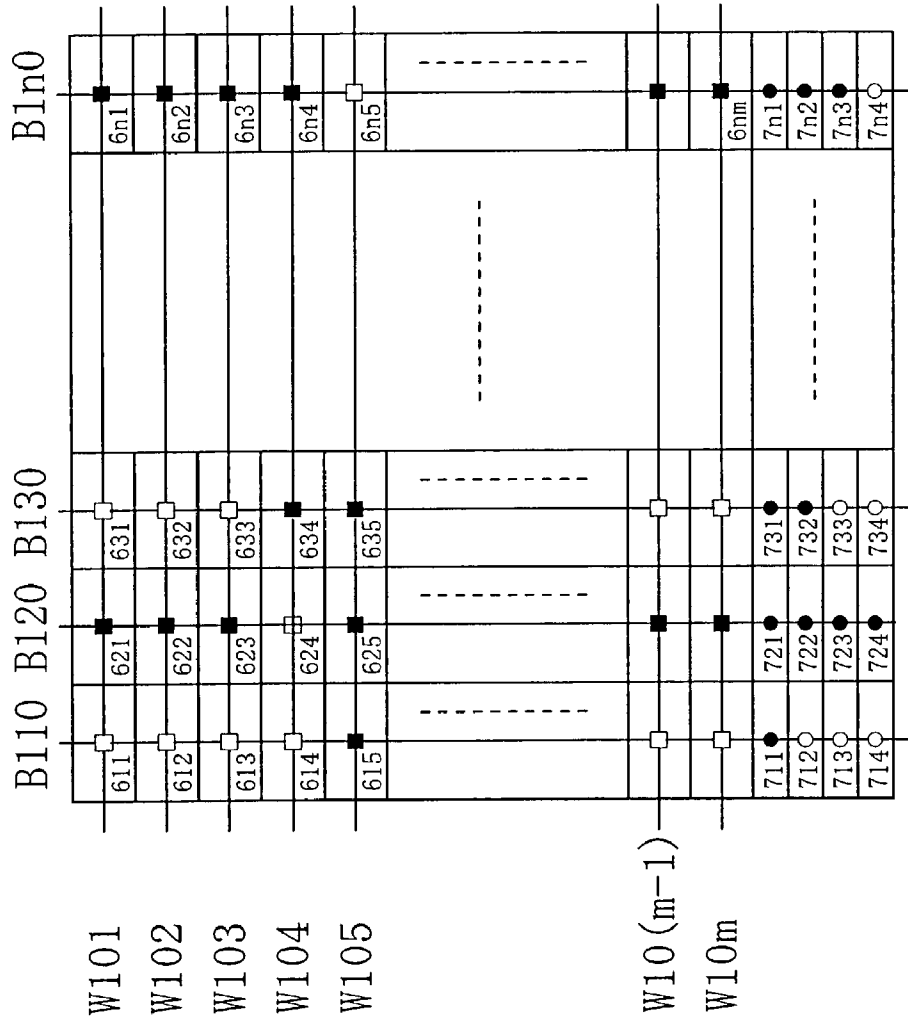 B110 B120 B130 B1n0
W101 611 621 631 6n1
W102 612 622 632 6n2
W103 613 623 633 6n3
W104 614 624 634 6n4
W105 615 625 635 6n5
W10(m-1)
W10m 6nm
711 721 731 7n1
712 722 732 7n2
713 723 733 7n3
714 724 734 7n4